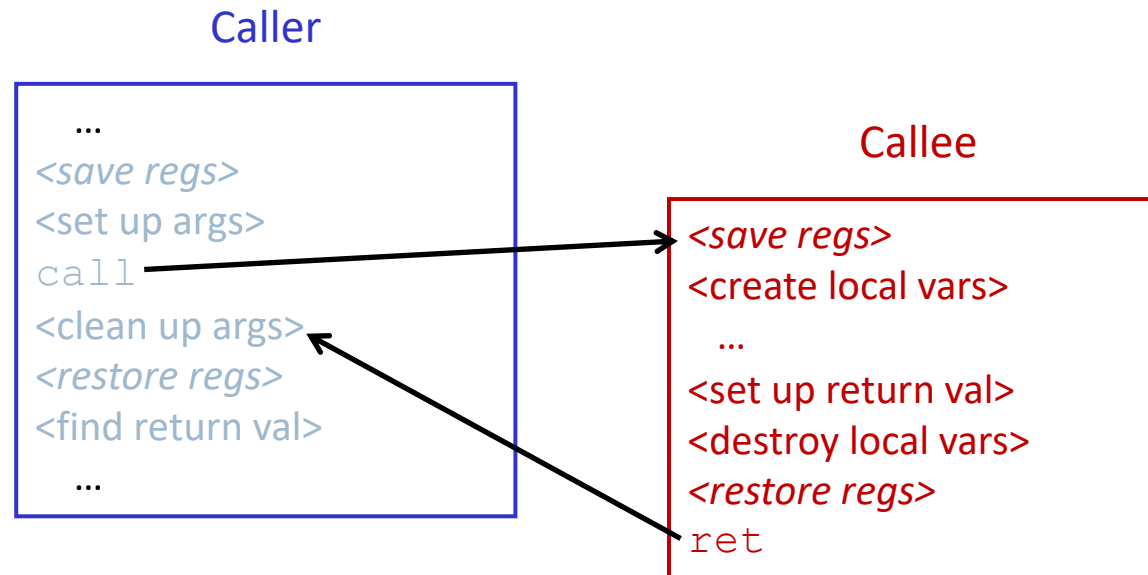 Caller
…
<save regs>
<set up args>
call
<clean up args>
<restore regs>
<find return val>
…
Callee
<save regs>
<create local vars>
…
<set up return val>
<destroy local vars>
<restore regs>
ret